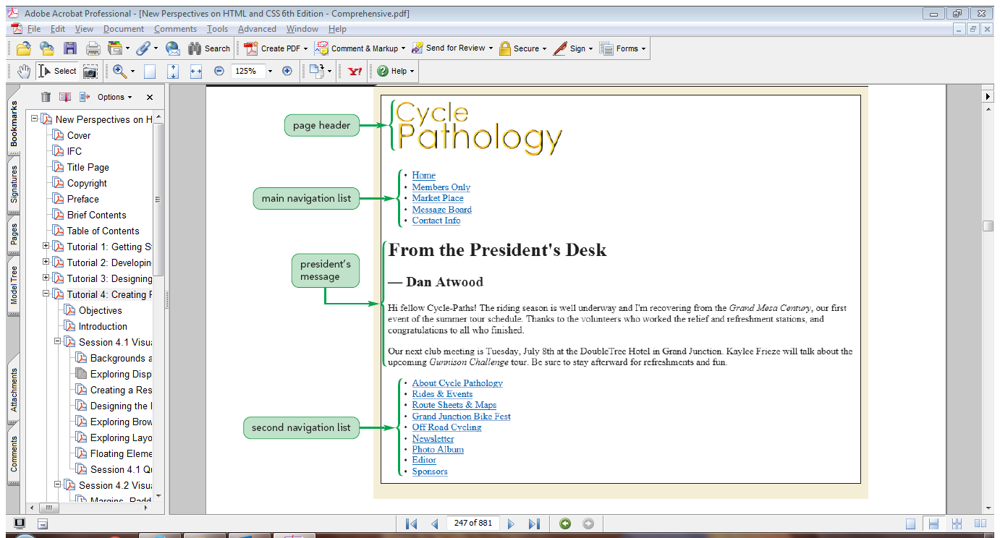 Adobe Acrobat Professional - [New Perspectives on HTML and CSS 6th Edition - Comprehensive.pdf]
File Edit View Document Comments Tools Advanced Window Help
Search Create PDF Comment & Markup Send for Review Secure Sign Forms
Select 125% Y! Help
Options
Bookmarks
Signatures
Pages
Model Tree
Attachments
Comments
New Perspectives on H
Cover
IFC
Title Page
Copyright
Preface
Brief Contents
Table of Contents
Tutorial 1: Getting S
Tutorial 2: Developin
Tutorial 3: Designing
Tutorial 4: Creating F
Objectives
Introduction
Session 4.1 Visua
Backgrounds a
Exploring Disp
Creating a Res
Designing the
Exploring Brow
Exploring Layo
Floating Eleme
Session 4.1 Q
Session 4.2 Visua
Margins, Padd
page header
Cycle
Pathology
main navigation list
• Home
• Members Only
• Market Place
• Message Board
• Contact Info
president's
message
From the President's Desk
— Dan Atwood
Hi fellow Cycle-Paths! The riding season is well underway and I'm recovering from the Grand Mesa Century, our first
event of the summer tour schedule. Thanks to the volunteers who worked the relief and refreshment stations, and
congratulations to all who finished.
Our next club meeting is Tuesday, July 8th at the DoubleTree Hotel in Grand Junction. Kaylee Frieze will talk about the
upcoming Gunnison Challenge tour. Be sure to stay afterward for refreshments and fun.
second navigation list
• About Cycle Pathology
• Rides & Events
• Route Sheets & Maps
• Grand Junction Bike Fest
• Off Road Cycling
• Newsletter
• Photo Album
• Editor
• Sponsors
247 of 881